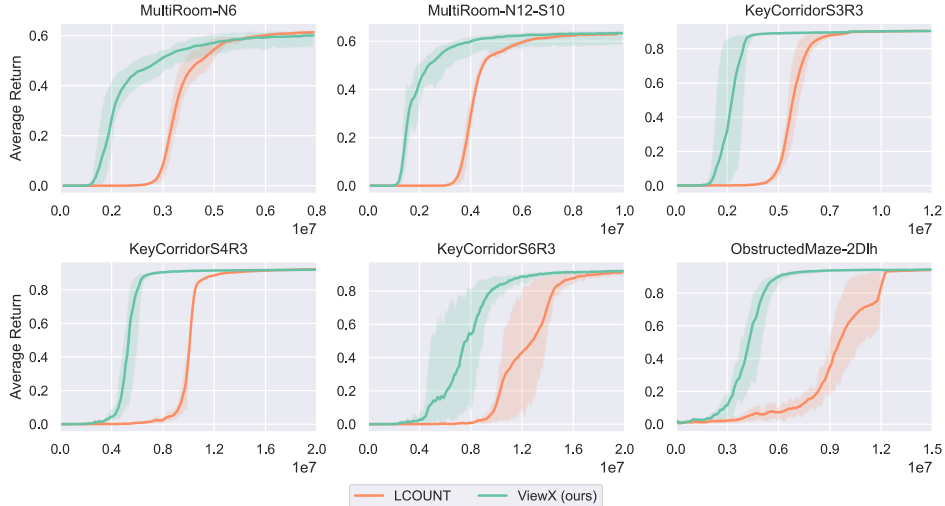 MultiRoom-N6
MultiRoom-N12-S10
KeyCorridorS3R3
Average Return
0.6
0.4
0.2
0.0
0.0 0.2 0.4 0.5 0.6 0.8
1e7
0.6
0.4
0.2
0.0
0.0 0.2 0.4 0.6 0.8 1.0
1e7
0.8
0.6
0.4
0.2
0.0
0.0 0.2 0.5 0.7 1.0 1.2
1e7
KeyCorridorS4R3
KeyCorridorS6R3
ObstructedMaze-2Dlh
Average Return
0.8
0.6
0.4
0.2
0.0
0.0 0.4 0.8 1.2 1.6 2.0
1e7
0.8
0.6
0.4
0.2
0.0
0.0 0.4 0.8 1.2 1.6 2.0
1e7
0.8
0.6
0.4
0.2
0.0
0.0 0.3 0.6 0.9 1.2 1.5
1e7
LCOUNT
ViewX (ours)